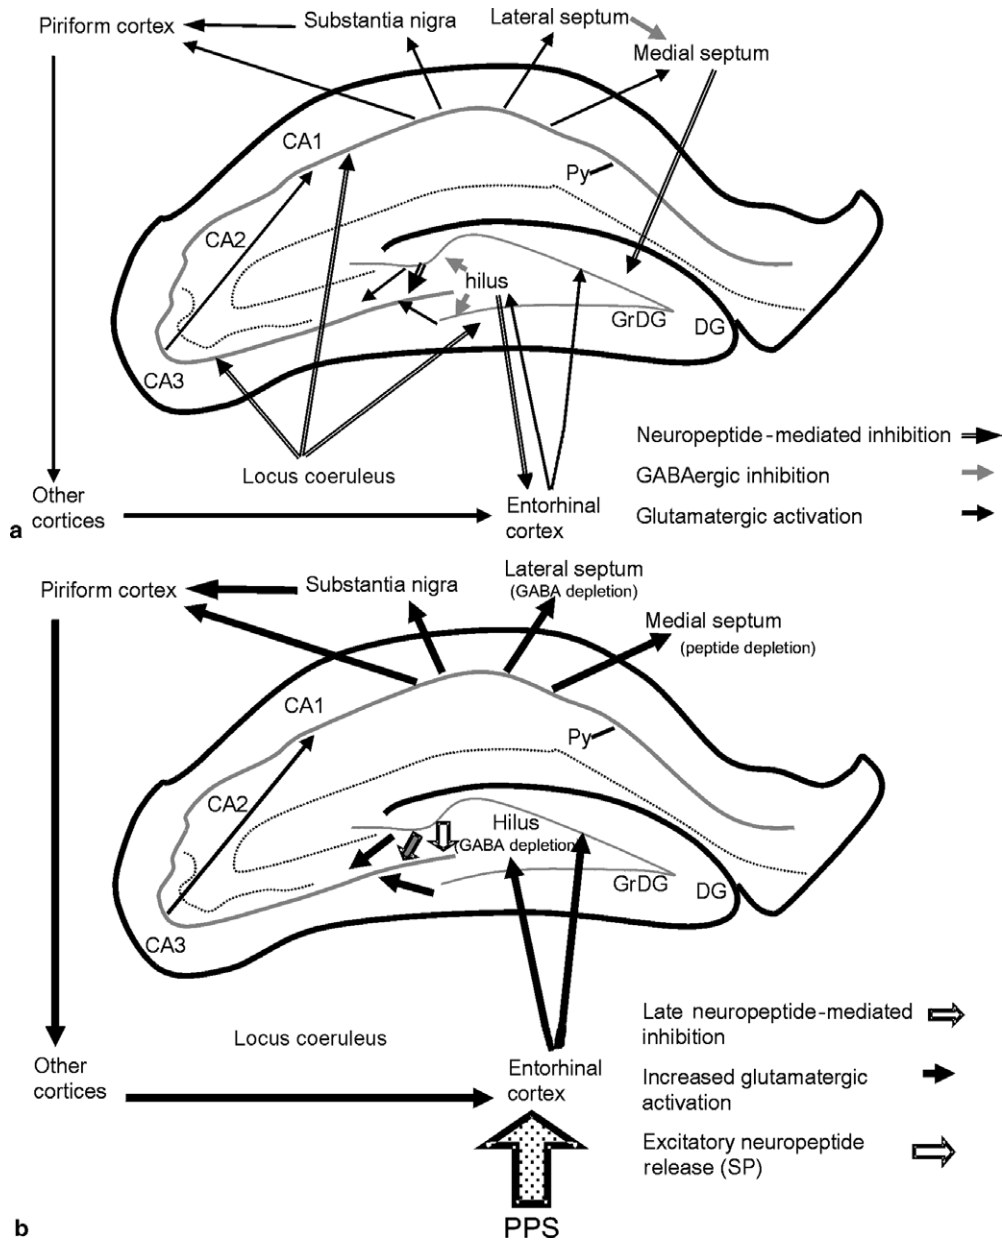 Piriform cortex
Substantia nigra
Lateral septum
Medial septum
CA1
Py
CA2
hilus
GrDG
DG
CA3
Neuropeptide-mediated inhibition
Locus coeruleus
GABAergic inhibition
Other
cortices
Entorhinal
cortex
Glutamatergic activation
a
Piriform cortex
Substantia nigra
Lateral septum
(GABA depletion)
Medial septum
(peptide depletion)
CA1
Py
CA2
Hilus
(GABA depletion)
GrDG
DG
CA3
Late neuropeptide-mediated
inhibition
Locus coeruleus
Other
cortices
Entorhinal
cortex
Increased glutamatergic
activation
Excitatory neuropeptide
release (SP)
PPS
b